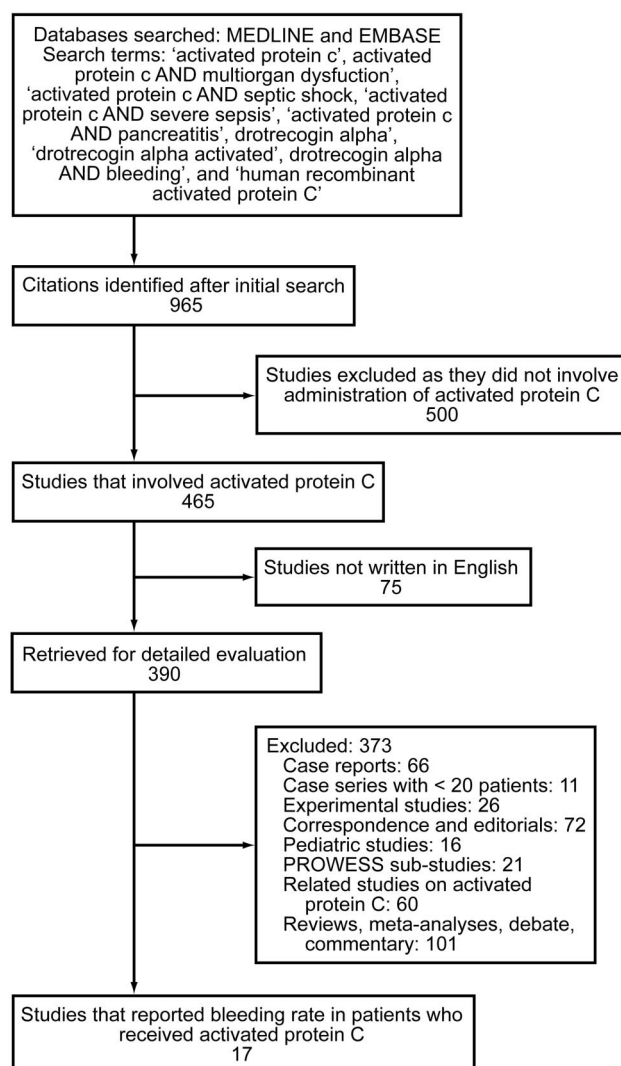 Databases searched: MEDLINE and EMBASE
Search terms: ‘activated protein c’, activated
protein c AND multiorgan dysfuction’,
‘activated protein c AND septic shock, ‘activated
protein c AND severe sepsis’, ‘activated protein c
AND pancreatitis’, drotrecogin alpha’,
‘drotrecogin alpha activated’, drotrecogin alpha
AND bleeding’, and ‘human recombinant
activated protein C’
Citations identified after initial search
965
Studies excluded as they did not involve
administration of activated protein C
500
Studies that involved activated protein C
465
Studies not written in English
75
Retrieved for detailed evaluation
390
Excluded: 373
Case reports: 66
Case series with < 20 patients: 11
Experimental studies: 26
Correspondence and editorials: 72
Pediatric studies: 16
PROWESS sub-studies: 21
Related studies on activated
protein C: 60
Reviews, meta-analyses, debate,
commentary: 101
Studies that reported bleeding rate in patients who
received activated protein C
17